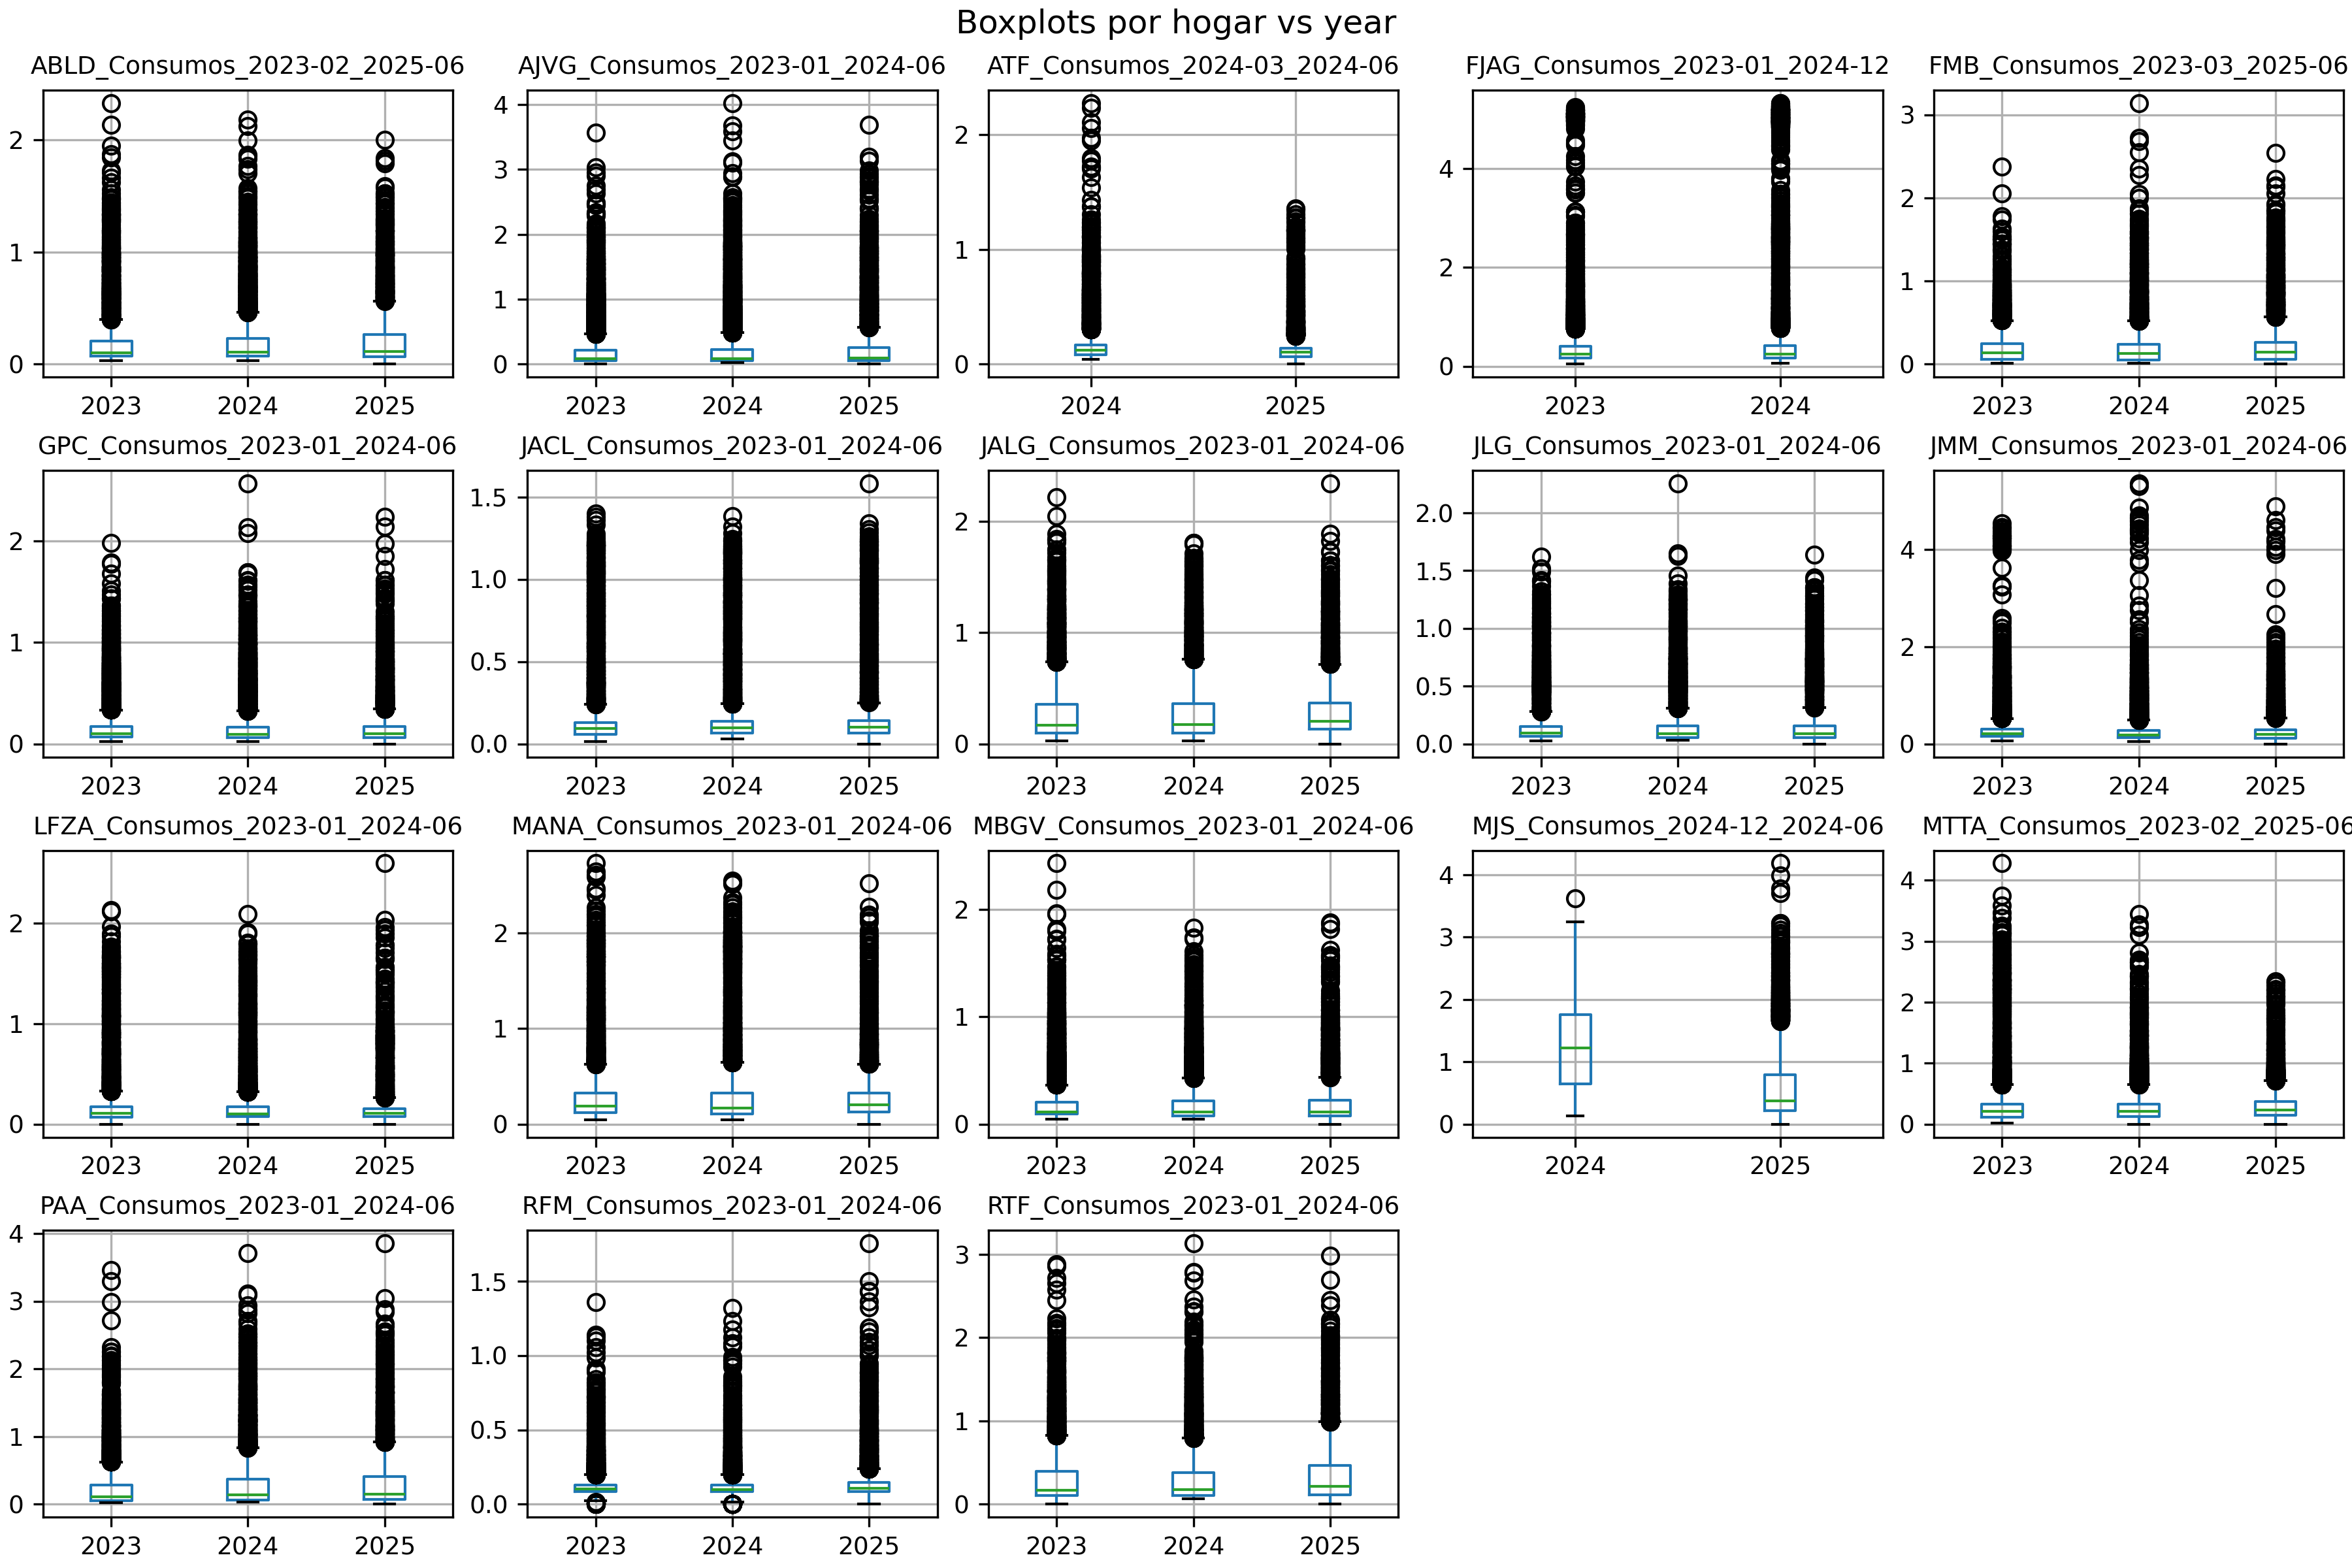 Boxplots por hogar vs year
ABLD_Consumos_2023-02_2025-06
2
1
0
2023 2024 2025
AJVG_Consumos_2023-01_2024-06
4
3
2
1
0
2023 2024 2025
ATF_Consumos_2024-03_2024-06
2
1
0
2024 2025
FJAG_Consumos_2023-01_2024-12
4
2
0
2023 2024
FMB_Consumos_2023-03_2025-06
3
2
1
0
2023 2024 2025
GPC_Consumos_2023-01_2024-06
2
1
0
2023 2024 2025
JACL_Consumos_2023-01_2024-06
1.5
1.0
0.5
0.0
2023 2024 2025
JALG_Consumos_2023-01_2024-06
2
1
0
2023 2024 2025
JLG_Consumos_2023-01_2024-06
2.0
1.5
1.0
0.5
0.0
2023 2024 2025
JMM_Consumos_2023-01_2024-06
4
2
0
2023 2024 2025
LFZA_Consumos_2023-01_2024-06
2
1
0
2023 2024 2025
MANA_Consumos_2023-01_2024-06
2
1
0
2023 2024 2025
MBGV_Consumos_2023-01_2024-06
2
1
0
2023 2024 2025
MJS_Consumos_2024-12_2024-06
4
3
2
1
0
2024 2025
MTTA_Consumos_2023-02_2025-06
4
3
2
1
0
2023 2024 2025
PAA_Consumos_2023-01_2024-06
4
3
2
1
0
2023 2024 2025
RFM_Consumos_2023-01_2024-06
1.5
1.0
0.5
0.0
2023 2024 2025
RTF_Consumos_2023-01_2024-06
3
2
1
0
2023 2024 2025